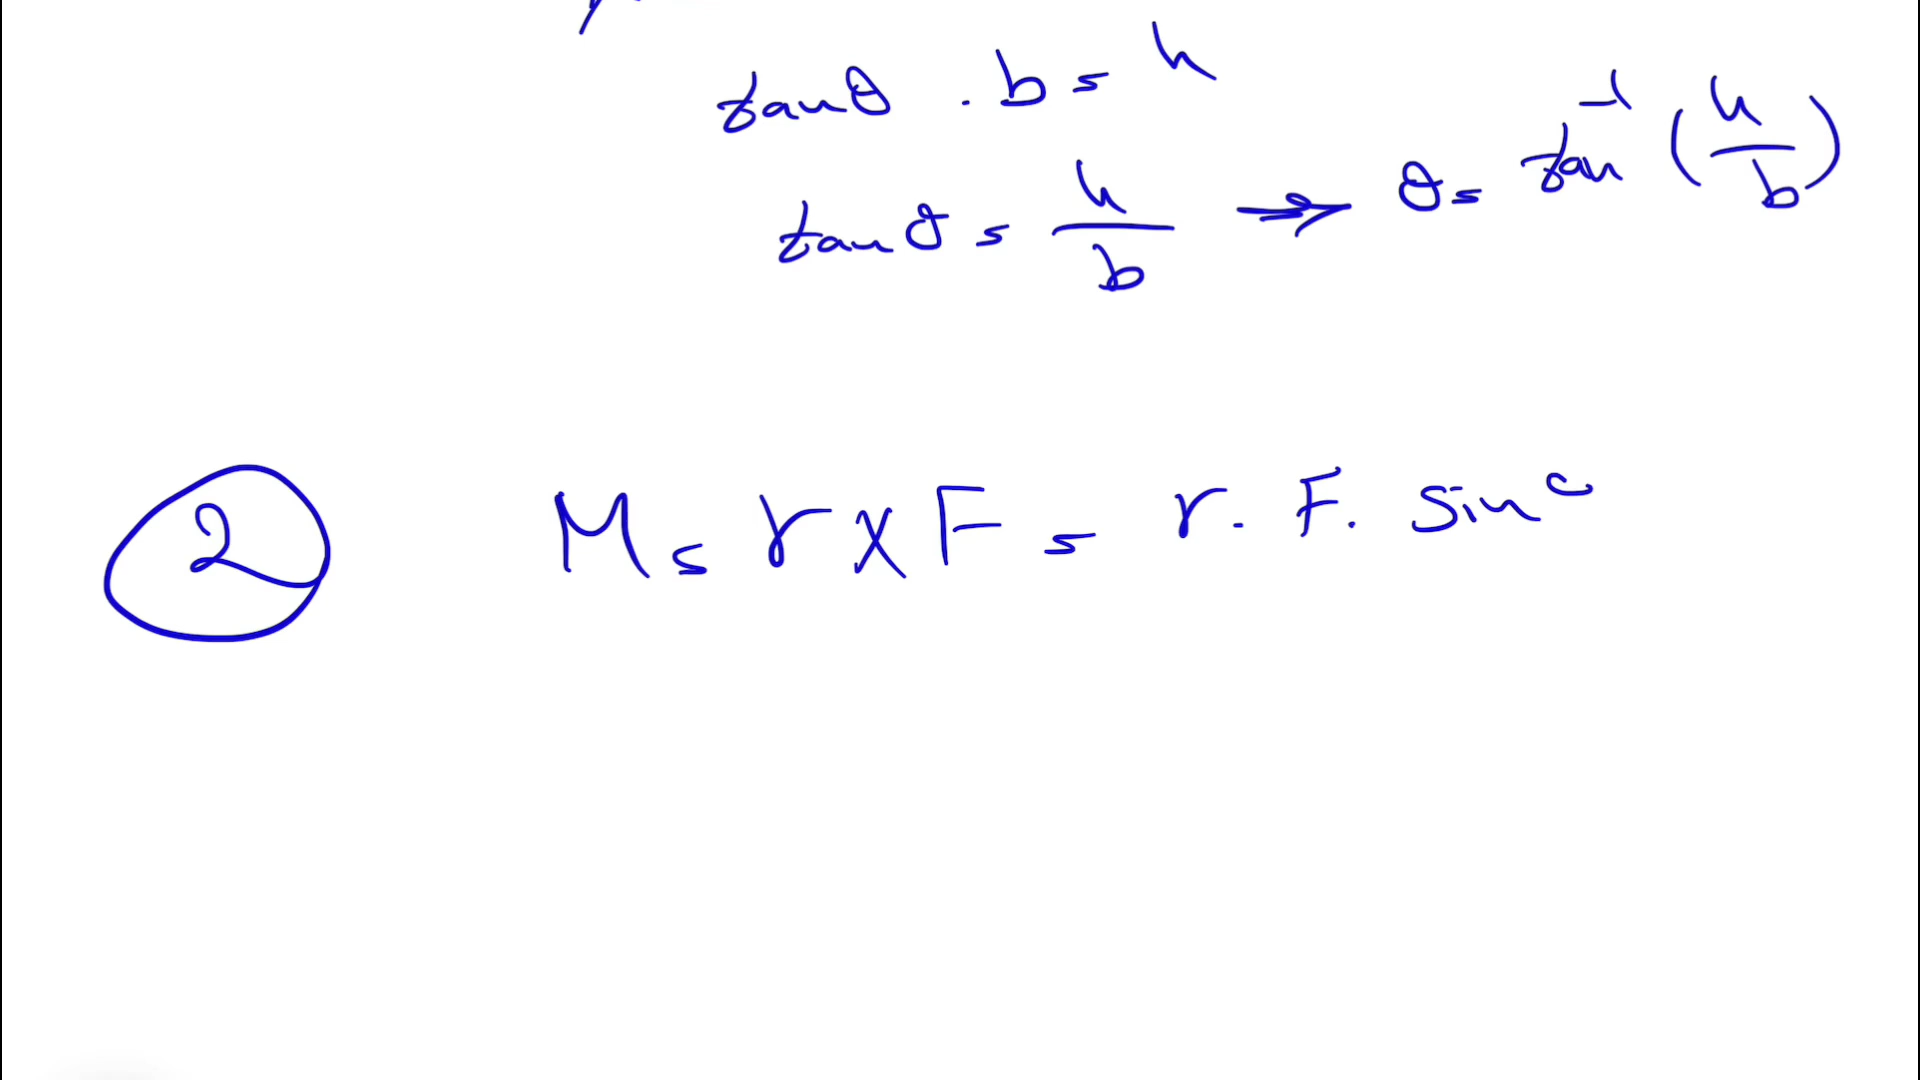 tanθ . b = h
tanθ = h/b → θ = tan⁻¹ (h/b)
2 M = r x F = r. F. sin